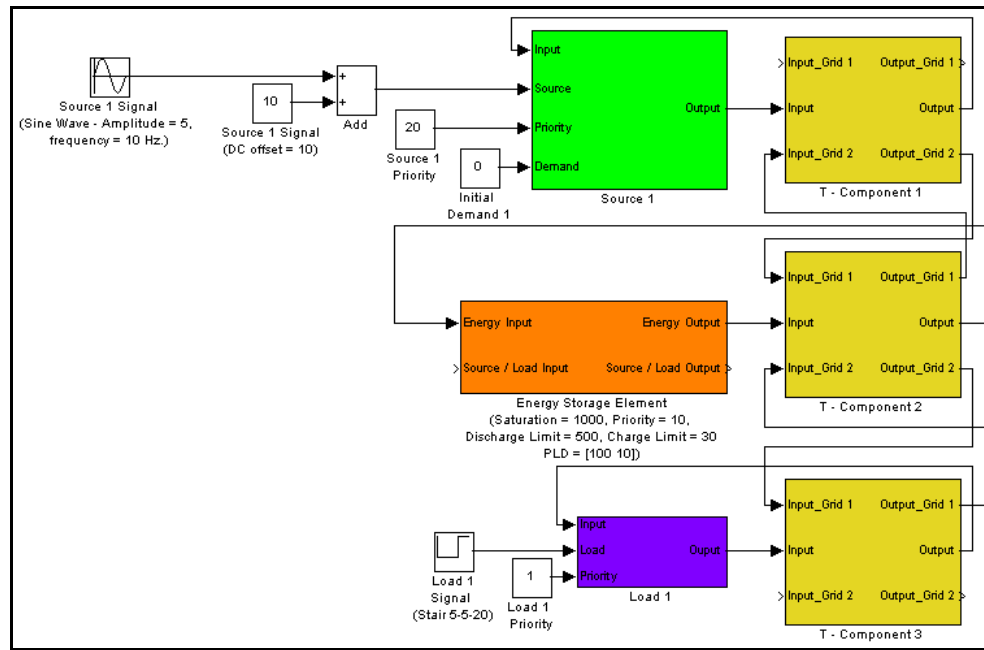 Source 1 Signal
(Sine Wave - Amplitude = 5,
frequency = 10 Hz.)
10
Source 1 Signal
(DC offset = 10)
+
+
Add
20
Source 1
Priority
0
Initial
Demand 1
Input
Source
Priority
Demand
Output
Source 1
Input_Grid 1
Output_Grid 1
Input
Output
Input_Grid 2
Output_Grid 2
T - Component 1
Energy Input
Energy Output
Source / Load Input
Source / Load Output
Energy Storage Element
(Saturation = 1000, Priority = 10,
Discharge Limit = 500, Charge Limit = 30
PLD = [100 10])
Input_Grid 1
Output_Grid 1
Input
Output
Input_Grid 2
Output_Grid 2
T - Component 2
Load 1
Signal
(Stair 5-5-20)
1
Load 1
Priority
Input
Load
Priority
Ouput
Load 1
Input_Grid 1
Output_Grid 1
Input
Output
Input_Grid 2
Output_Grid 2
T - Component 3